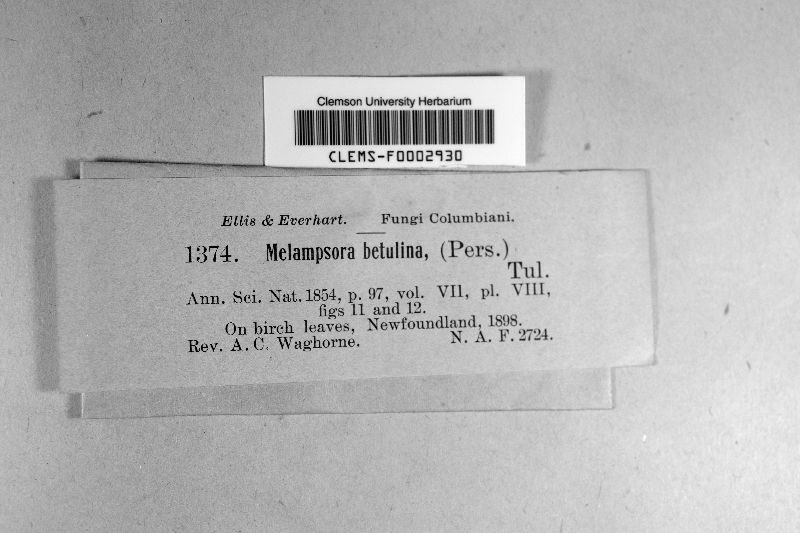 Clemson University Herbarium
CLEMS-F0002930
Ellis & Everhart. Fungi Columbiani.
1374. Melampsora betulina, (Pers.)
Tul.
Ann. Sci. Nat. 1854, p. 97, vol. VII, pl. VIII,
figs 11 and 12.
On birch leaves, Newfoundland, 1898.
Rev. A. C. Waghorne. N. A. F. 2724.